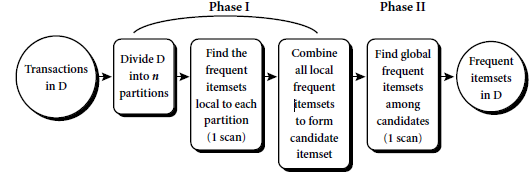 Phase I
Phase II
Transactions
in D
Divide D
into n
partitions
Find the
frequent
itemsets
local to each
partition
(1 scan)
Combine
all local
frequent
itemsets
to form
candidate
itemset
Find global
frequent
itemsets
among
candidates
(1 scan)
Frequent
itemsets
in D